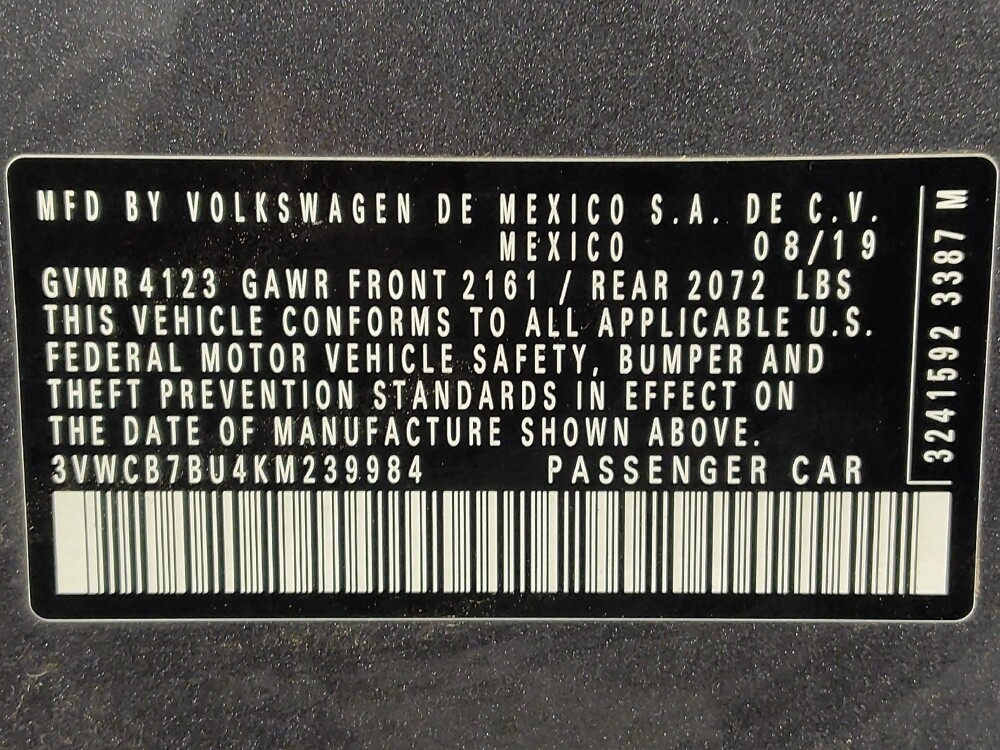 MFD BY VOLKSWAGEN DE MEXICO S.A. DE C.V.
MEXICO 08/19
GVWR 4123 GAWR FRONT 2161 / REAR 2072 LBS
THIS VEHICLE CONFORMS TO ALL APPLICABLE U.S.
FEDERAL MOTOR VEHICLE SAFETY, BUMPER AND
THEFT PREVENTION STANDARDS IN EFFECT ON
THE DATE OF MANUFACTURE SHOWN ABOVE.
3VWCB7BU4KM239984 PASSENGER CAR
3241592 3387 M